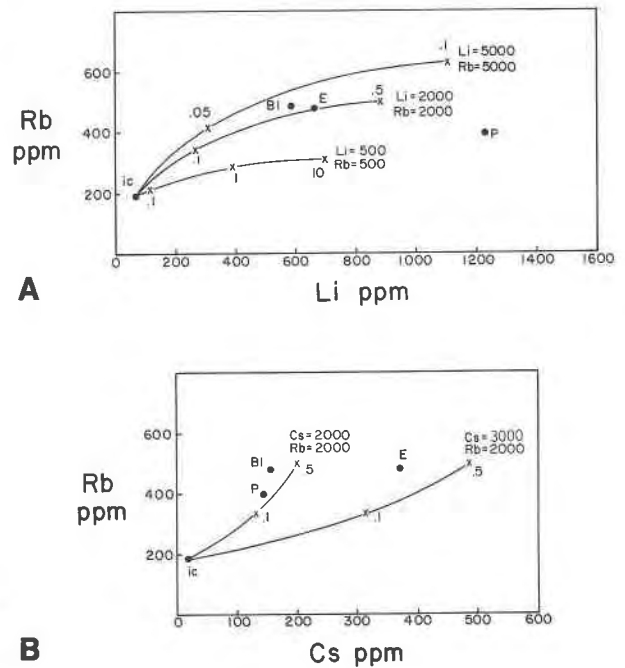 600
400
200
Rb
ppm
.1
Li=5000
Rb=5000
.05
BI
E
.5
Li=2000
Rb=2000
P
.1
Li=500
Rb=500
ic
.1
1
10
0
200
400
600
800
1000
1200
1400
1600
A
Li ppm
600
400
200
Rb
ppm
Cs=2000
Rb=2000
Cs=3000
Rb=2000
BI
.5
E
.5
P
.1
.1
ic
0
100
200
300
400
500
600
B
Cs ppm